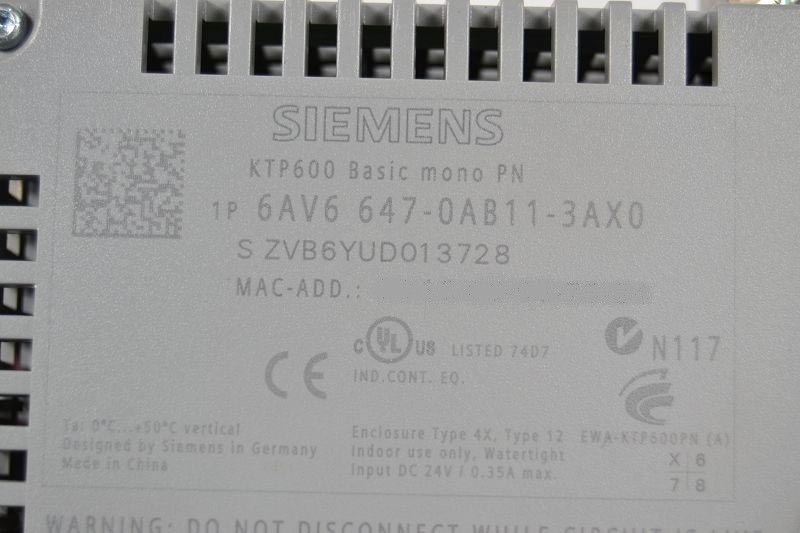 SIEMENS
KTP600 Basic mono PN
1P 6AV6 647-0AB11-3AX0
S ZVB6YUD013728
MAC-ADD.:
C UL US LISTED 74D7
IND.CONT. EQ.
N117
CE
Ta: 0°C...+50°C vertical
Designed by Siemens in Germany
Made in China
Enclosure Type 4X, Type 12
Indoor use only, Watertight
Input DC 24V / 0.35A max.
EWA-KTP600PN (A)
X 6
7 8
WARNING: DO NOT DISCONNECT WHILE CIRCUIT IS LIVE